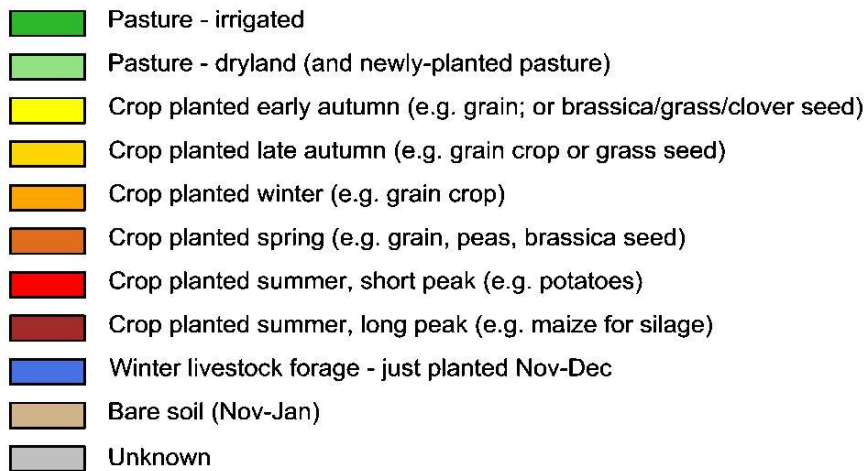 Pasture - irrigated
Pasture - dryland (and newly-planted pasture)
Crop planted early autumn (e.g. grain; or brassica/grass/clover seed)
Crop planted late autumn (e.g. grain crop or grass seed)
Crop planted winter (e.g. grain crop)
Crop planted spring (e.g. grain, peas, brassica seed)
Crop planted summer, short peak (e.g. potatoes)
Crop planted summer, long peak (e.g. maize for silage)
Winter livestock forage - just planted Nov-Dec
Bare soil (Nov-Jan)
Unknown